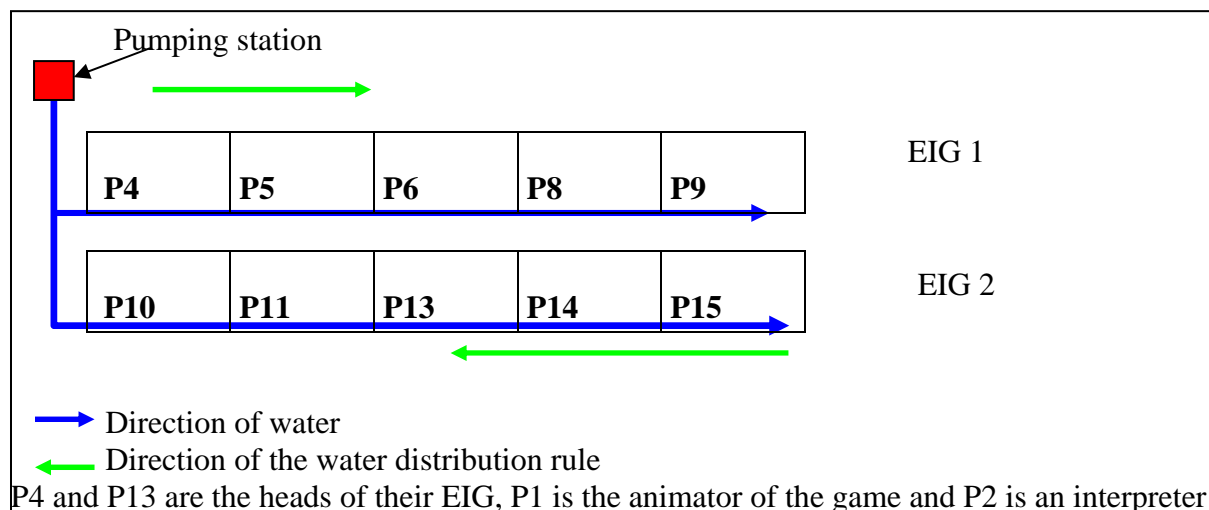 Pumping station
EIG 1
P4 P5 P6 P8 P9
EIG 2
P10 P11 P13 P14 P15
Direction of water
Direction of the water distribution rule
P4 and P13 are the heads of their EIG, P1 is the animator of the game and P2 is an interpreter